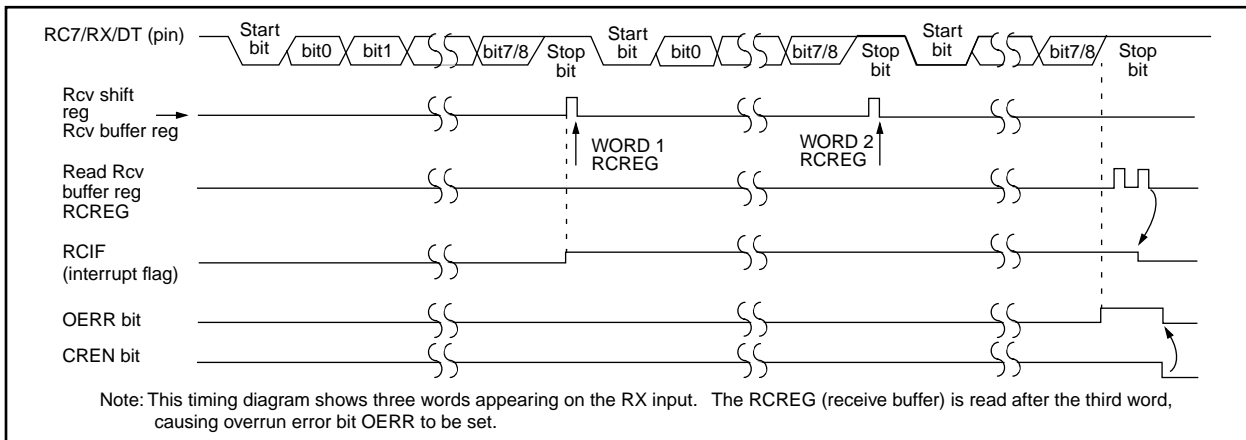 RC7/RX/DT (pin)
Start bit
bit0
bit1
bit7/8
Stop bit
Start bit
bit0
bit7/8
Stop bit
Start bit
bit7/8
Stop bit
Rcv shift
reg
Rcv buffer reg
WORD 1
RCREG
WORD 2
RCREG
Read Rcv
buffer reg
RCREG
RCIF
(interrupt flag)
OERR bit
CREN bit
Note: This timing diagram shows three words appearing on the RX input. The RCREG (receive buffer) is read after the third word,
causing overrun error bit OERR to be set.